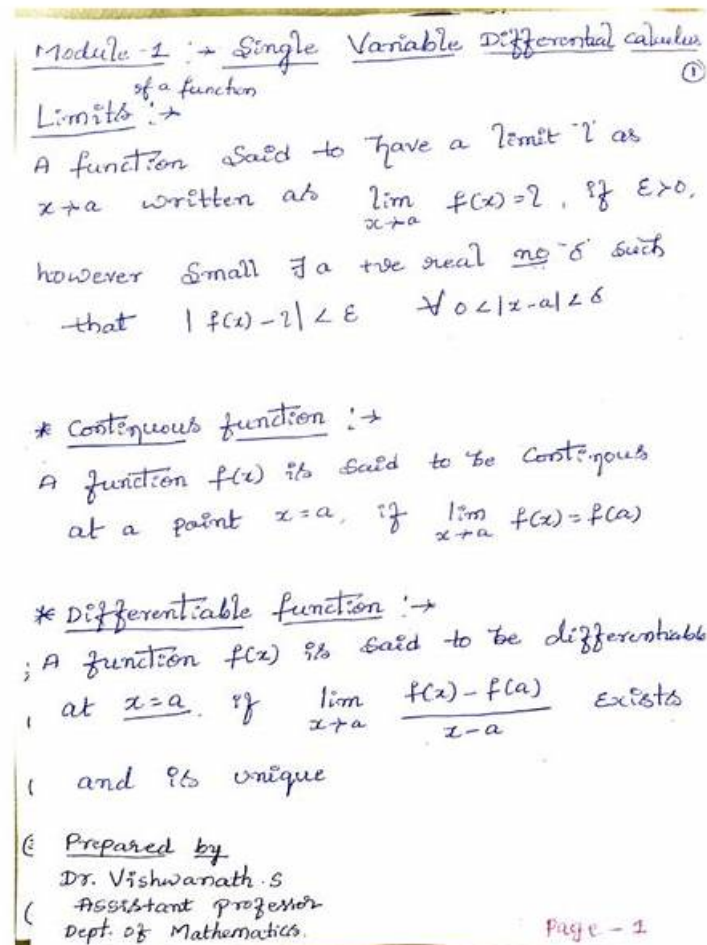 Module-1 :→ Single Variable Differential calculus
①
of a function
Limits :→
A function said to have a limit 'l' as
x→a written as lim x→a f(x)=l, if ε>0,
however small ∃ a +ve real no 'δ' such
that |f(x)-l|<ε ∀ 0<|x-a|<δ
* Continuous function :→
A function f(x) is said to be continous
at a point x=a, if lim x→a f(x)=f(a)
* Differentiable function :→
; A function f(x) is said to be differentiable
at x=a. if lim x→a f(x)-f(a) / x-a exists
and is unique
Prepared by
Dr. Vishwanath.S
Assistant professor
Dept. of Mathematics.
Page - 1